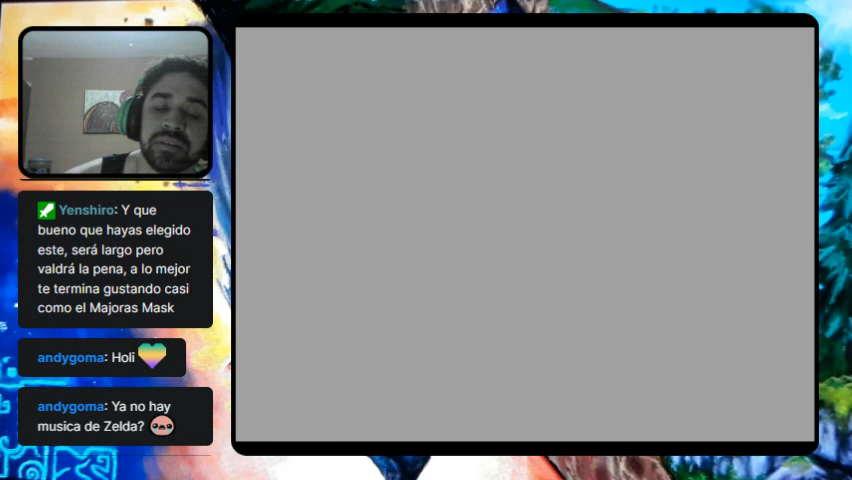 Yenshiro: Y que
bueno que hayas elegido
este, será largo pero
valdrá la pena, a lo mejor
te termina gustando casi
como el Majoras Mask
andygoma: Holi
andygoma: Ya no hay
musica de Zelda?